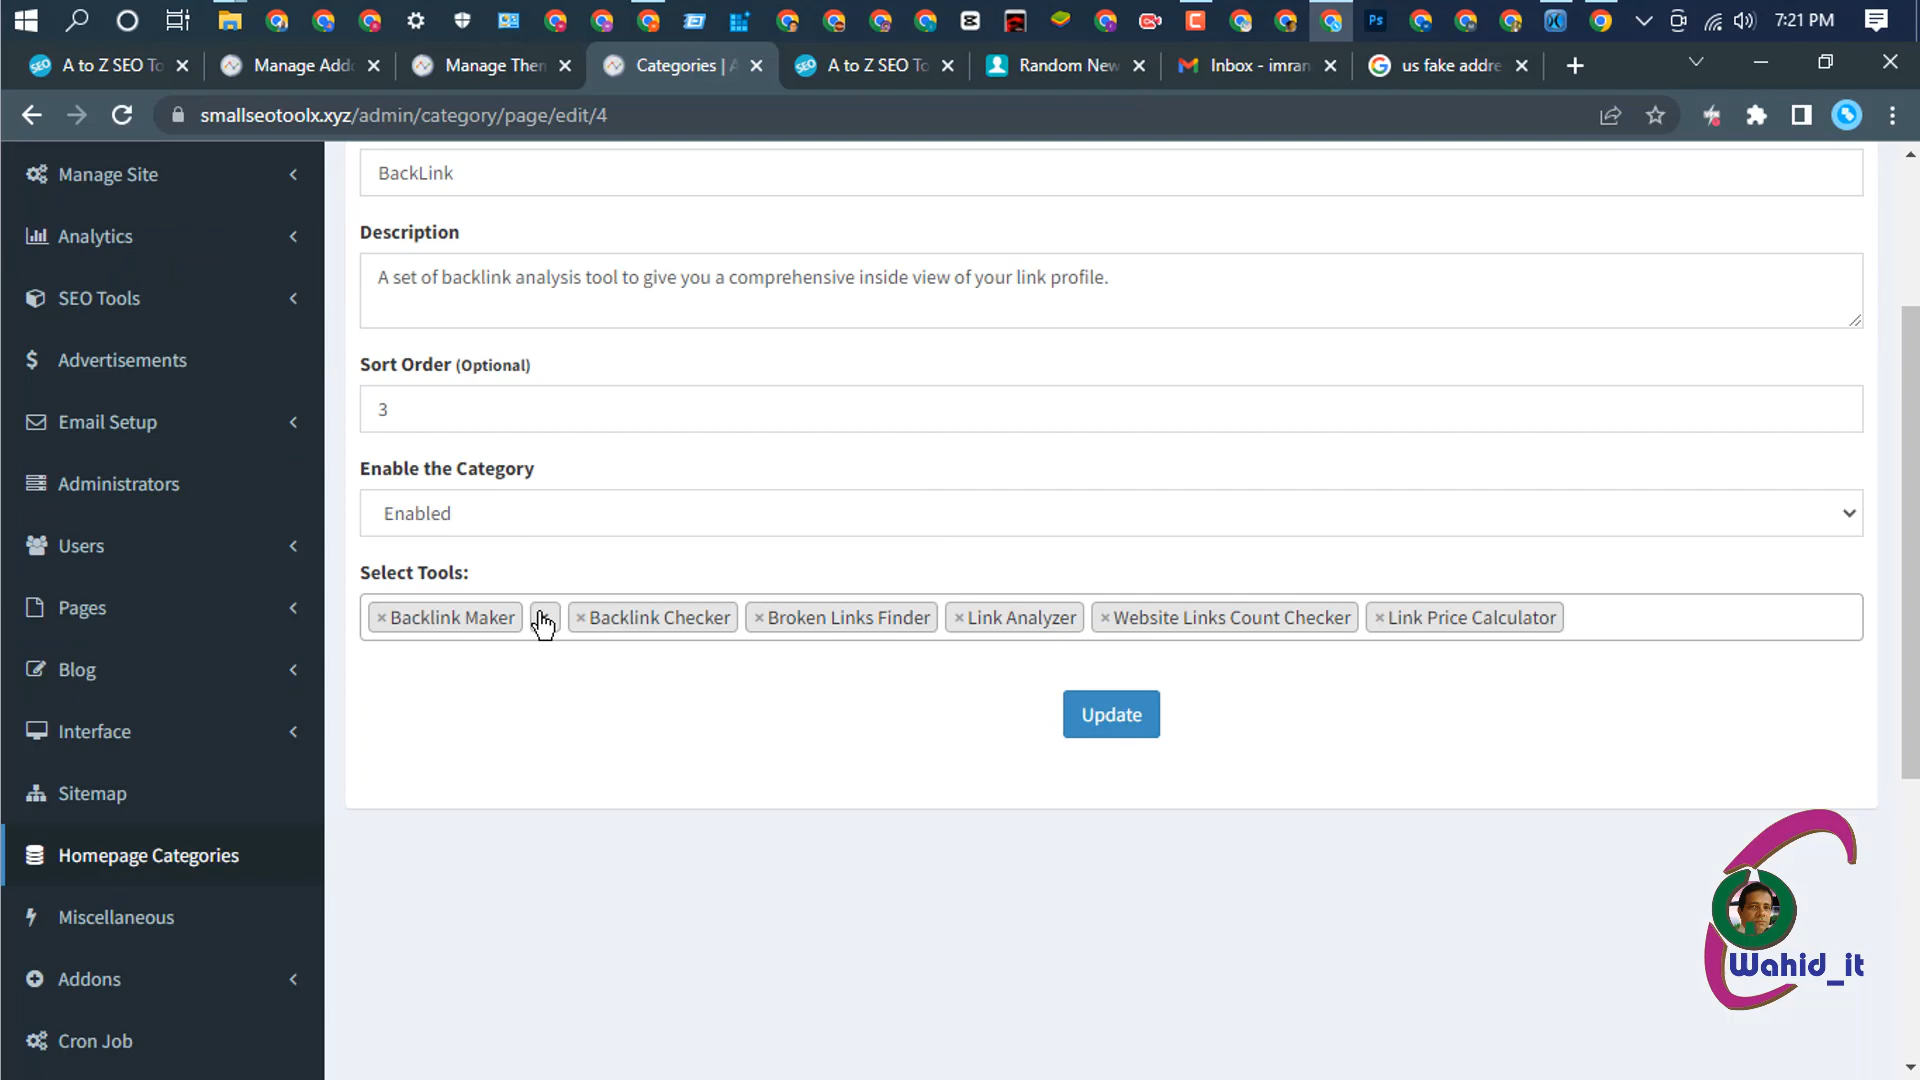 7:21 PM
A to Z SEO To
Manage Addo
Manage Then
Categories | A
A to Z SEO To
Random New
Inbox - imran
us fake addre
smallseotoolx.xyz/admin/category/page/edit/4
Manage Site
Analytics
SEO Tools
Advertisements
Email Setup
Administrators
Users
Pages
Blog
Interface
Sitemap
Homepage Categories
Miscellaneous
Addons
Cron Job
BackLink
Description
A set of backlink analysis tool to give you a comprehensive inside view of your link profile.
Sort Order (Optional)
3
Enable the Category
Enabled
Select Tools:
× Backlink Maker × × Backlink Checker × Broken Links Finder × Link Analyzer × Website Links Count Checker × Link Price Calculator
Update
Wahid_it